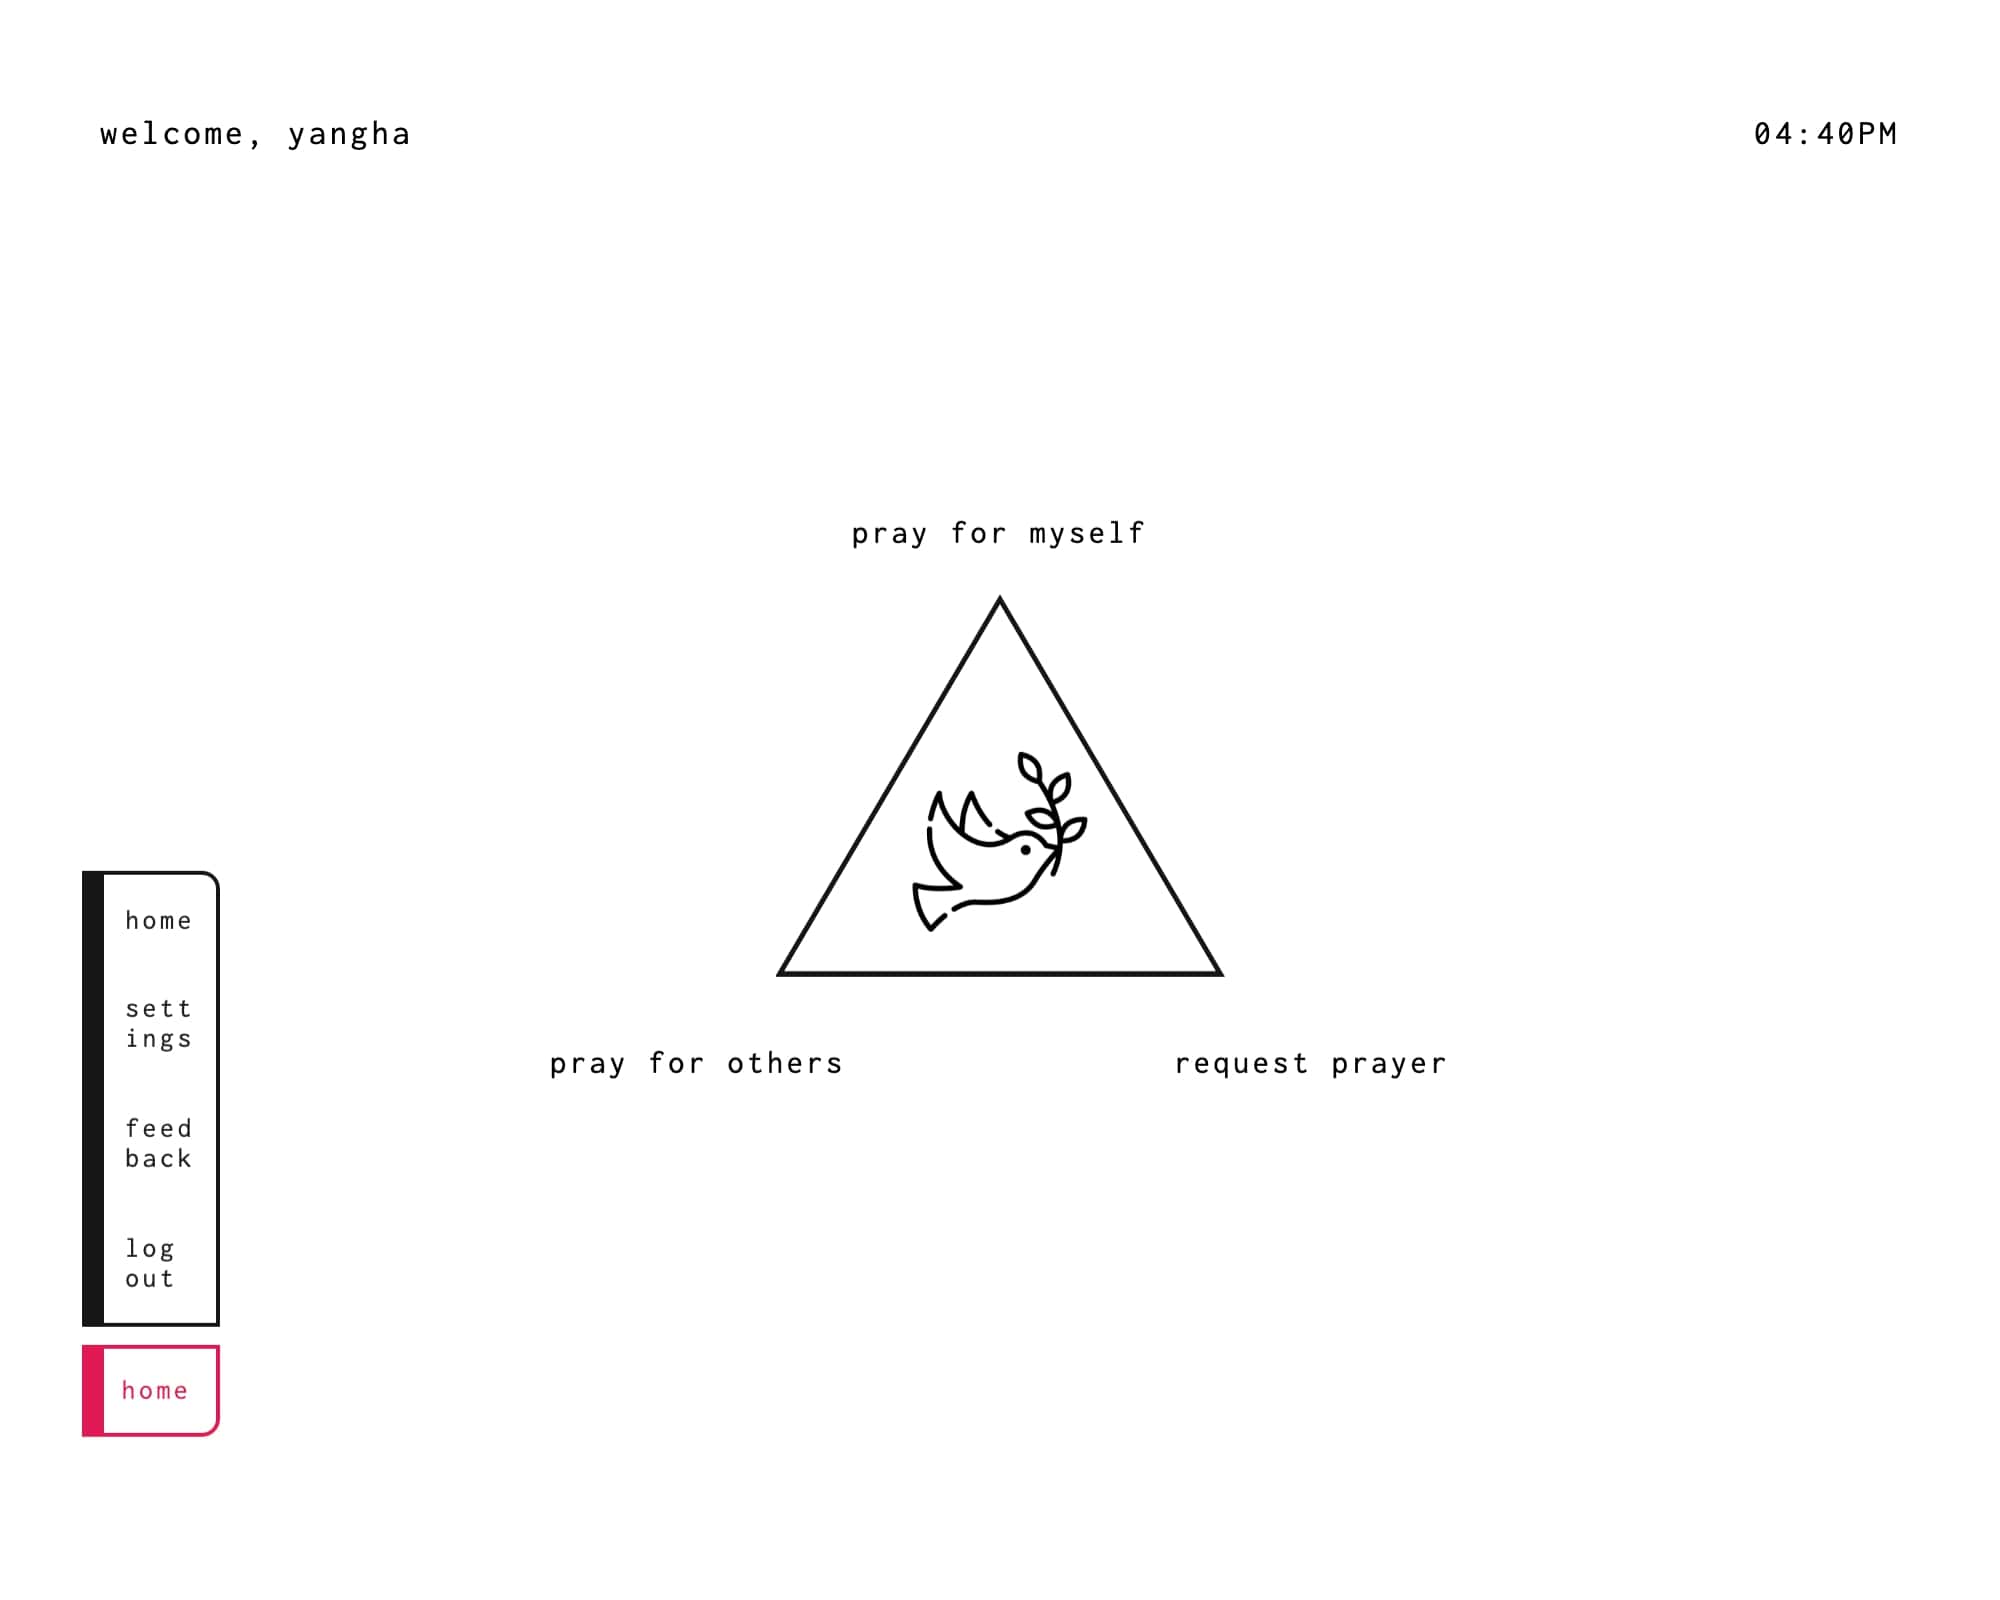 welcome, yangha
04:40PM
pray for myself
pray for others
request prayer
home
sett
ings
feed
back
log
out
home